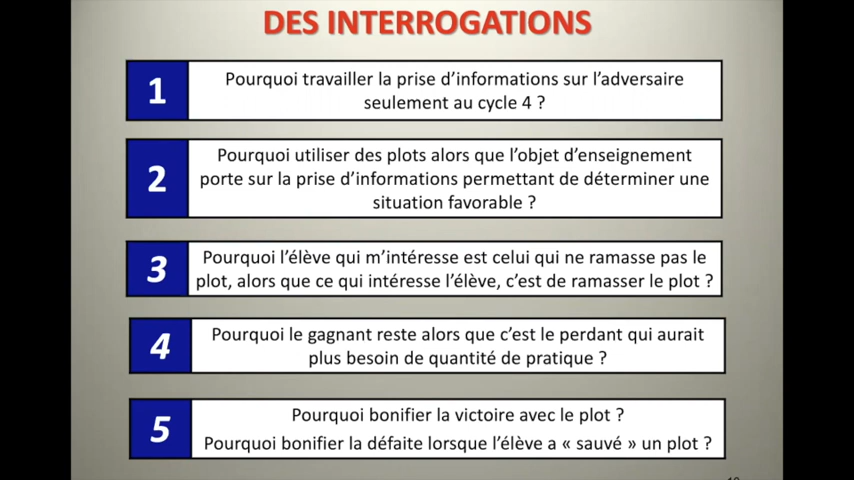 DES INTERROGATIONS
1
Pourquoi travailler la prise d'informations sur l'adversaire
seulement au cycle 4 ?
2
Pourquoi utiliser des plots alors que l'objet d'enseignement
porte sur la prise d'informations permettant de déterminer une
situation favorable ?
3
Pourquoi l'élève qui m'intéresse est celui qui ne ramasse pas le
plot, alors que ce qui intéresse l'élève, c'est de ramasser le plot ?
4
Pourquoi le gagnant reste alors que c'est le perdant qui aurait
plus besoin de quantité de pratique ?
5
Pourquoi bonifier la victoire avec le plot ?
Pourquoi bonifier la défaite lorsque l'élève a « sauvé » un plot ?